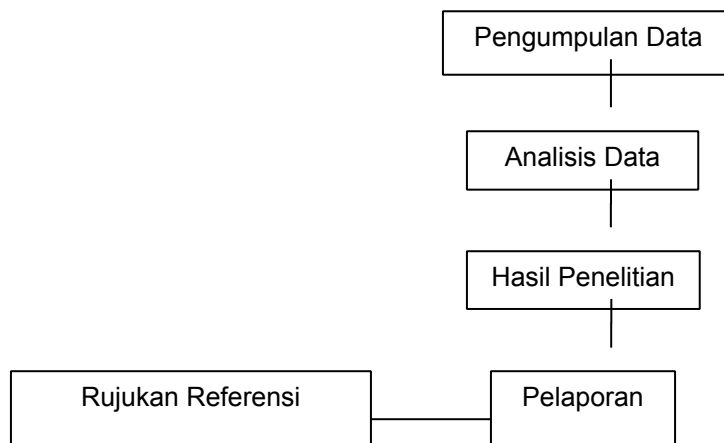 Pengumpulan Data
Analisis Data
Hasil Penelitian
Rujukan Referensi
Pelaporan